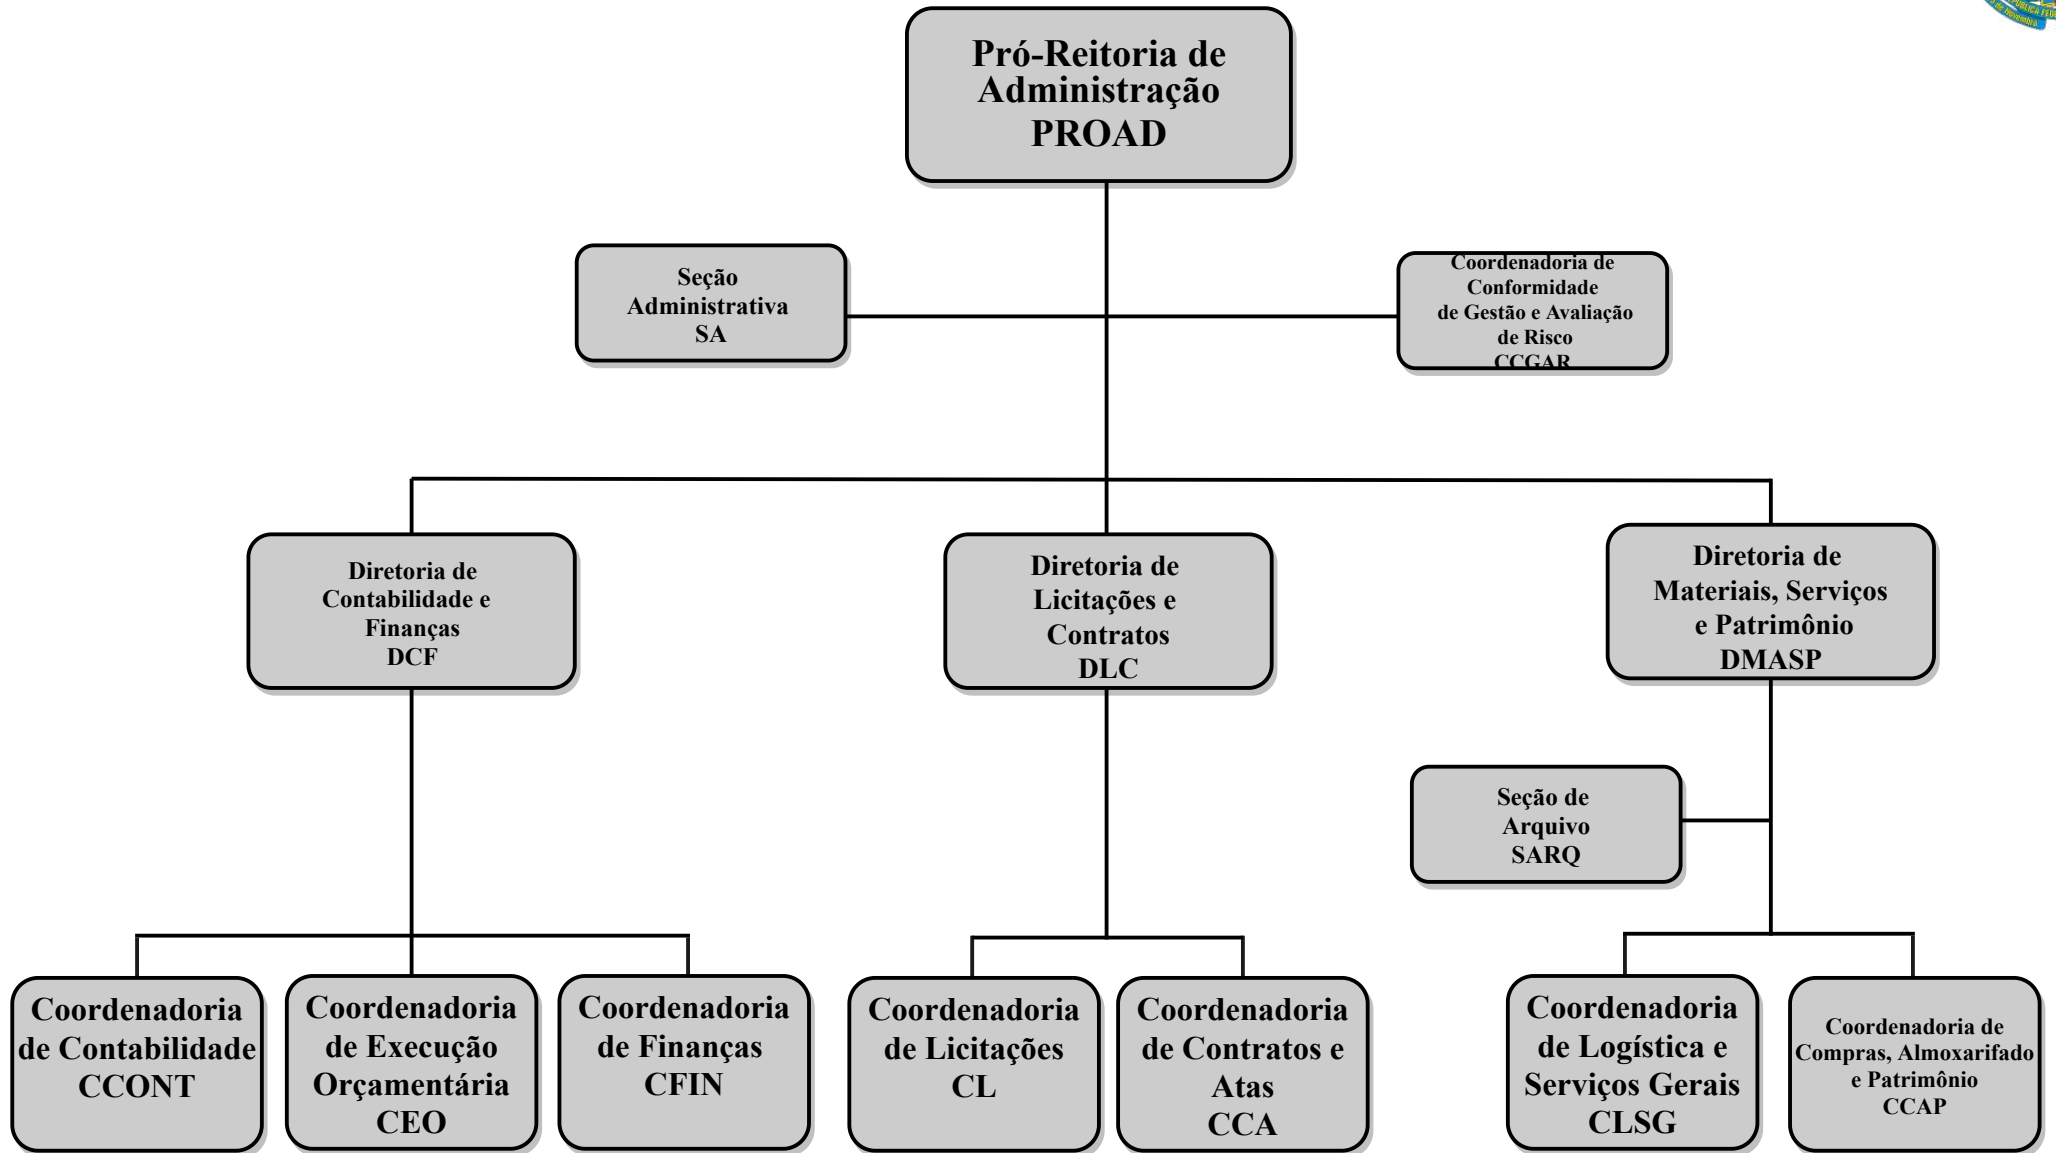 Pró-Reitoria de
Administração
PROAD
Seção
Administrativa
SA
Coordenadoria de
Conformidade
de Gestão e Avaliação
de Risco
CCGAR
Diretoria de
Contabilidade e
Finanças
DCF
Diretoria de
Licitações e
Contratos
DLC
Diretoria de
Materiais, Serviços
e Patrimônio
DMASP
Seção de
Arquivo
SARQ
Coordenadoria
de Contabilidade
CCONT
Coordenadoria
de Execução
Orçamentária
CEO
Coordenadoria
de Finanças
CFIN
Coordenadoria
de Licitações
CL
Coordenadoria
de Contratos e
Atas
CCA
Coordenadoria
de Logística e
Serviços Gerais
CLSG
Coordenadoria de
Compras, Almoxarifado
e Patrimônio
CCAP